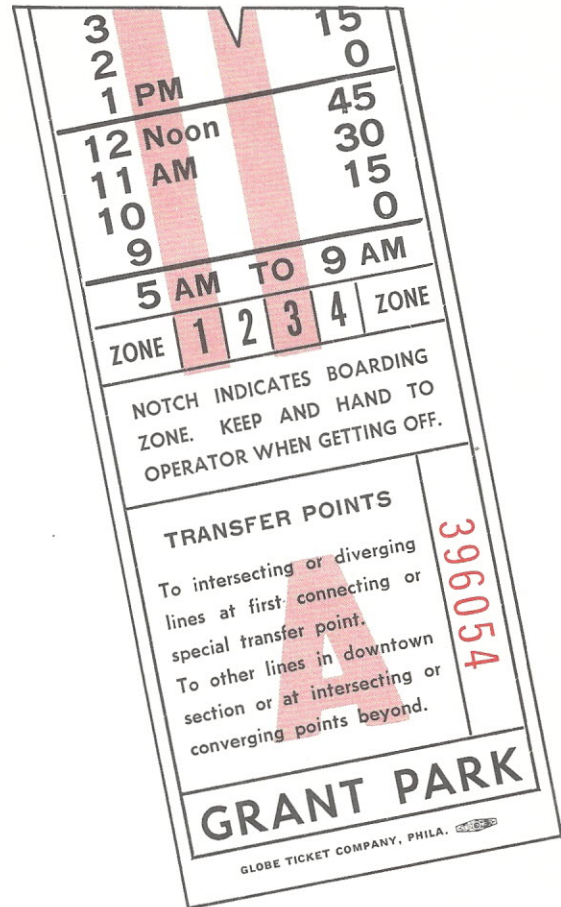 3 15
2 0
1 PM
12 Noon 45
11 AM 30
10 15
9 0
5 AM TO 9 AM
ZONE 1 2 3 4 ZONE
NOTCH INDICATES BOARDING
ZONE. KEEP AND HAND TO
OPERATOR WHEN GETTING OFF.
TRANSFER POINTS
To intersecting or diverging
lines at first connecting or
special transfer point.
To other lines in downtown
section or at intersecting or
converging points beyond.
A
396054
GRANT PARK
GLOBE TICKET COMPANY, PHILA.